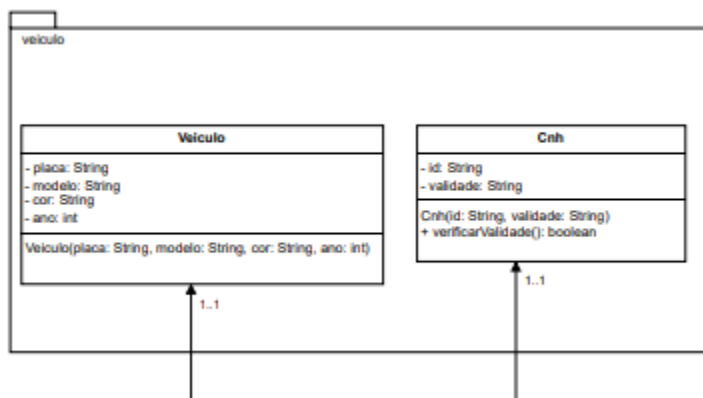 veiculo
Veiculo
- placa: String
- modelo: String
- cor: String
- ano: int
Veiculo(placa: String, modelo: String, cor: String, ano: int)
1..1
Cnh
- id: String
- validade: String
Cnh(id: String, validade: String)
+ verificarValidade(): boolean
1..1